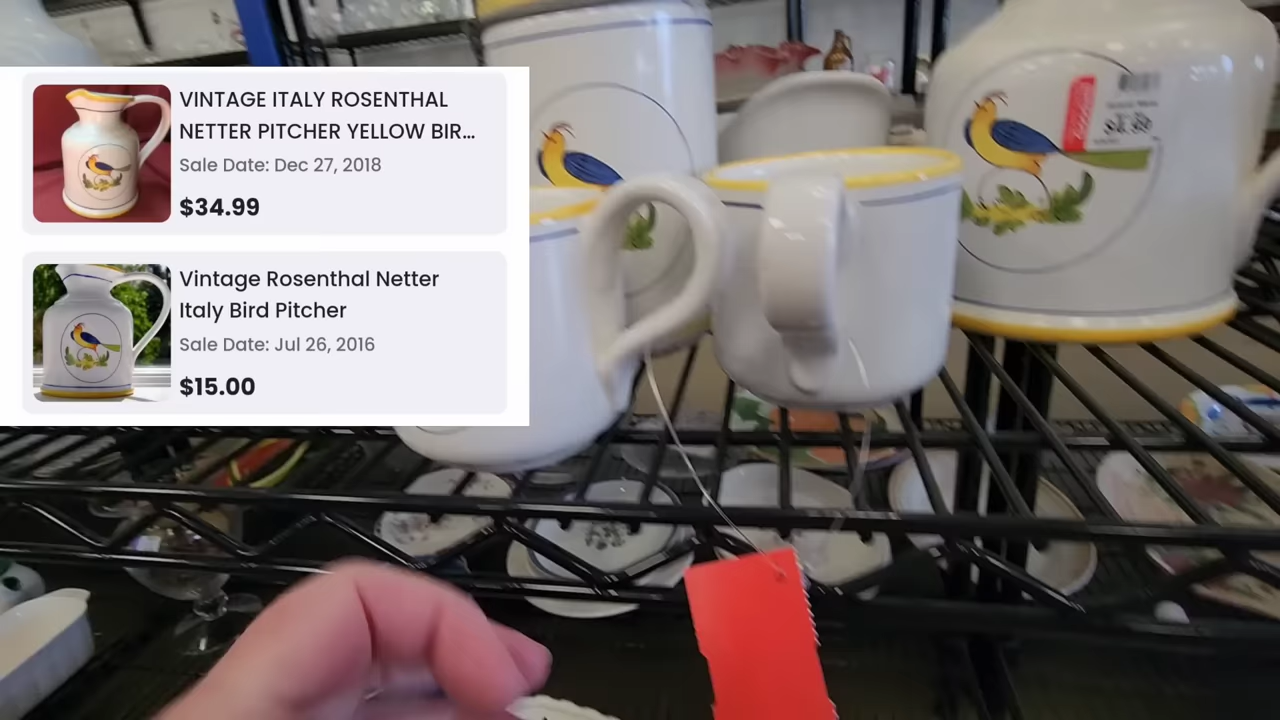 VINTAGE ITALY ROSENTHAL
NETTER PITCHER YELLOW BIR...
Sale Date: Dec 27, 2018
$34.99
Vintage Rosenthal Netter
Italy Bird Pitcher
Sale Date: Jul 26, 2016
$15.00